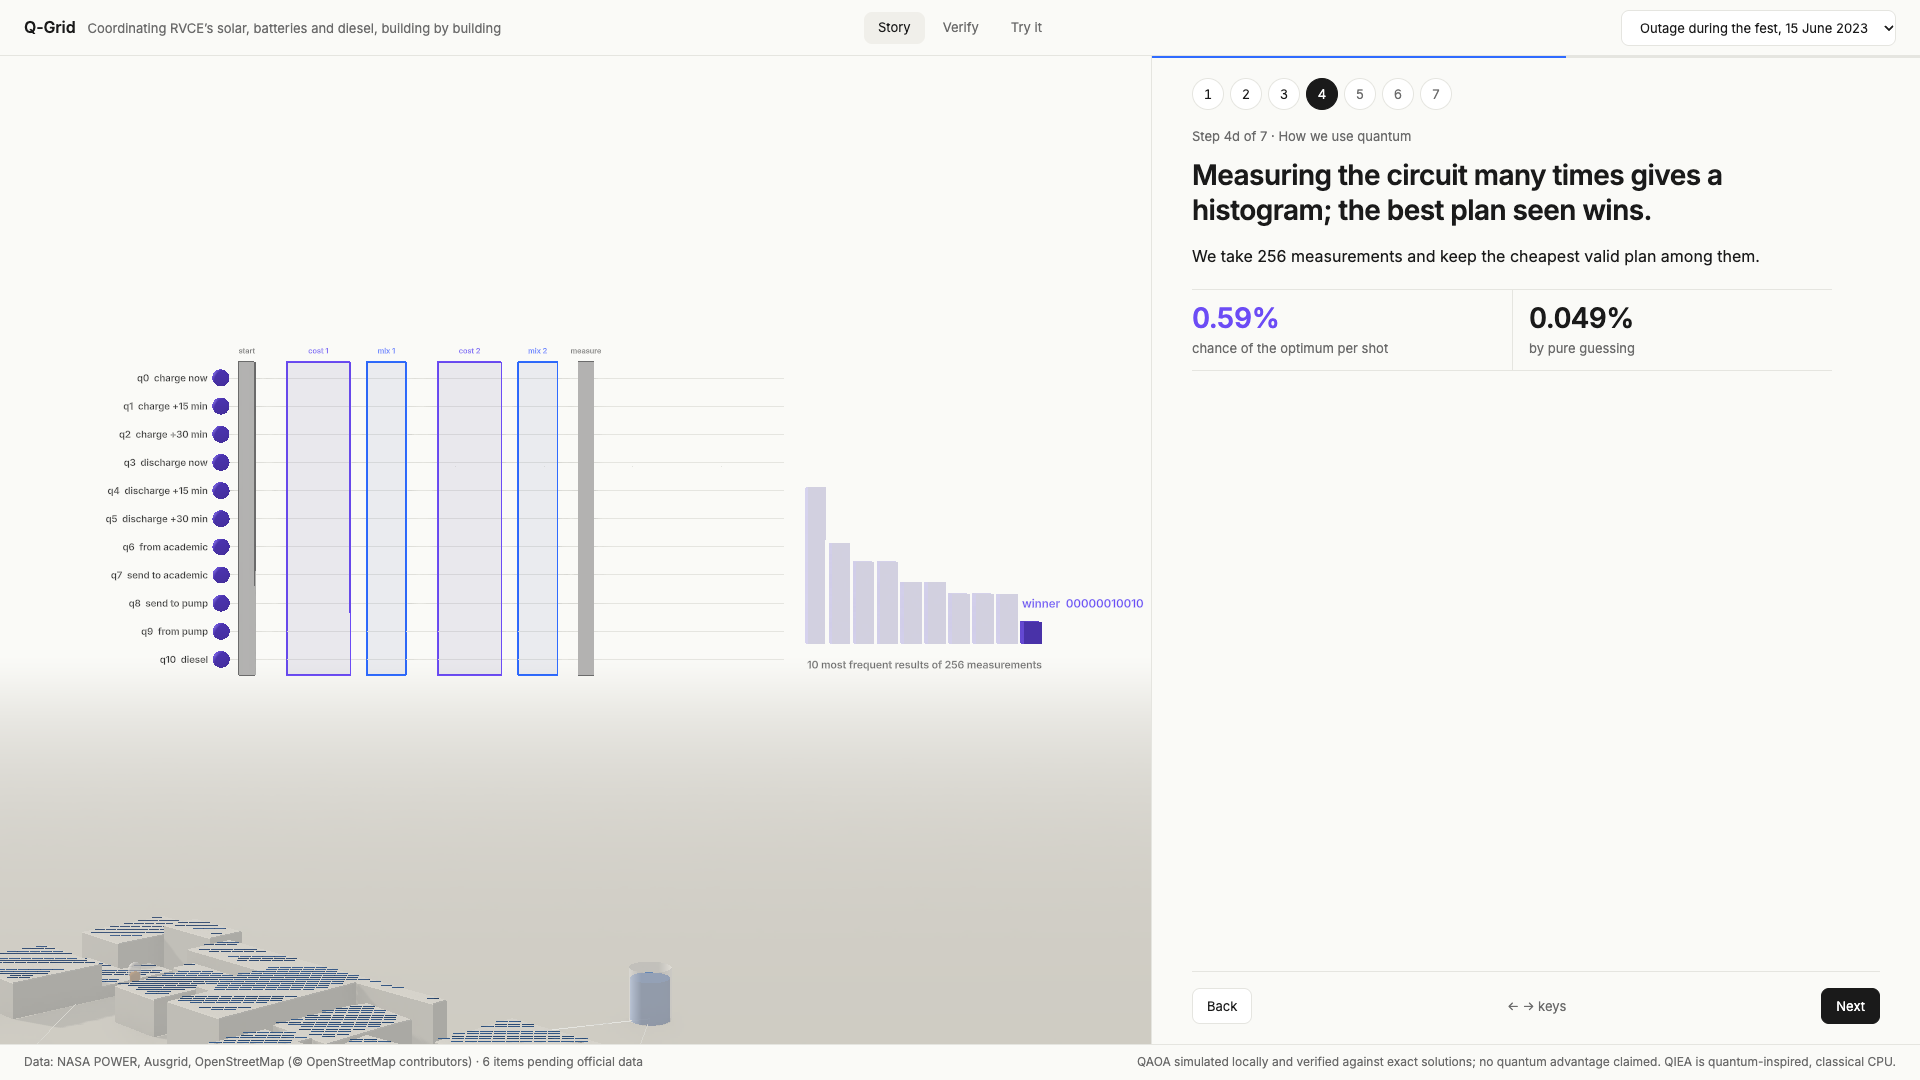 Q-Grid
Coordinating RVCE's solar, batteries and diesel, building by building
Story
Verify
Try it
Outage during the fest, 15 June 2023
1
2
3
4
5
6
7
Step 4d of 7 · How we use quantum
Measuring the circuit many times gives a
histogram; the best plan seen wins.
We take 256 measurements and keep the cheapest valid plan among them.
0.59%
chance of the optimum per shot
0.049%
by pure guessing
start
cost 1
mix 1
cost 2
mix 2
measure
q0 charge now
q1 charge +15 min
q2 charge +30 min
q3 discharge now
q4 discharge +15 min
q5 discharge +30 min
q6 from academic
q7 send to academic
q8 send to pump
q9 from pump
q10 diesel
winner 00000010010
10 most frequent results of 256 measurements
Back
← → keys
Next
Data: NASA POWER, Ausgrid, OpenStreetMap (© OpenStreetMap contributors) · 6 items pending official data
QAOA simulated locally and verified against exact solutions; no quantum advantage claimed. QIEA is quantum-inspired, classical CPU.